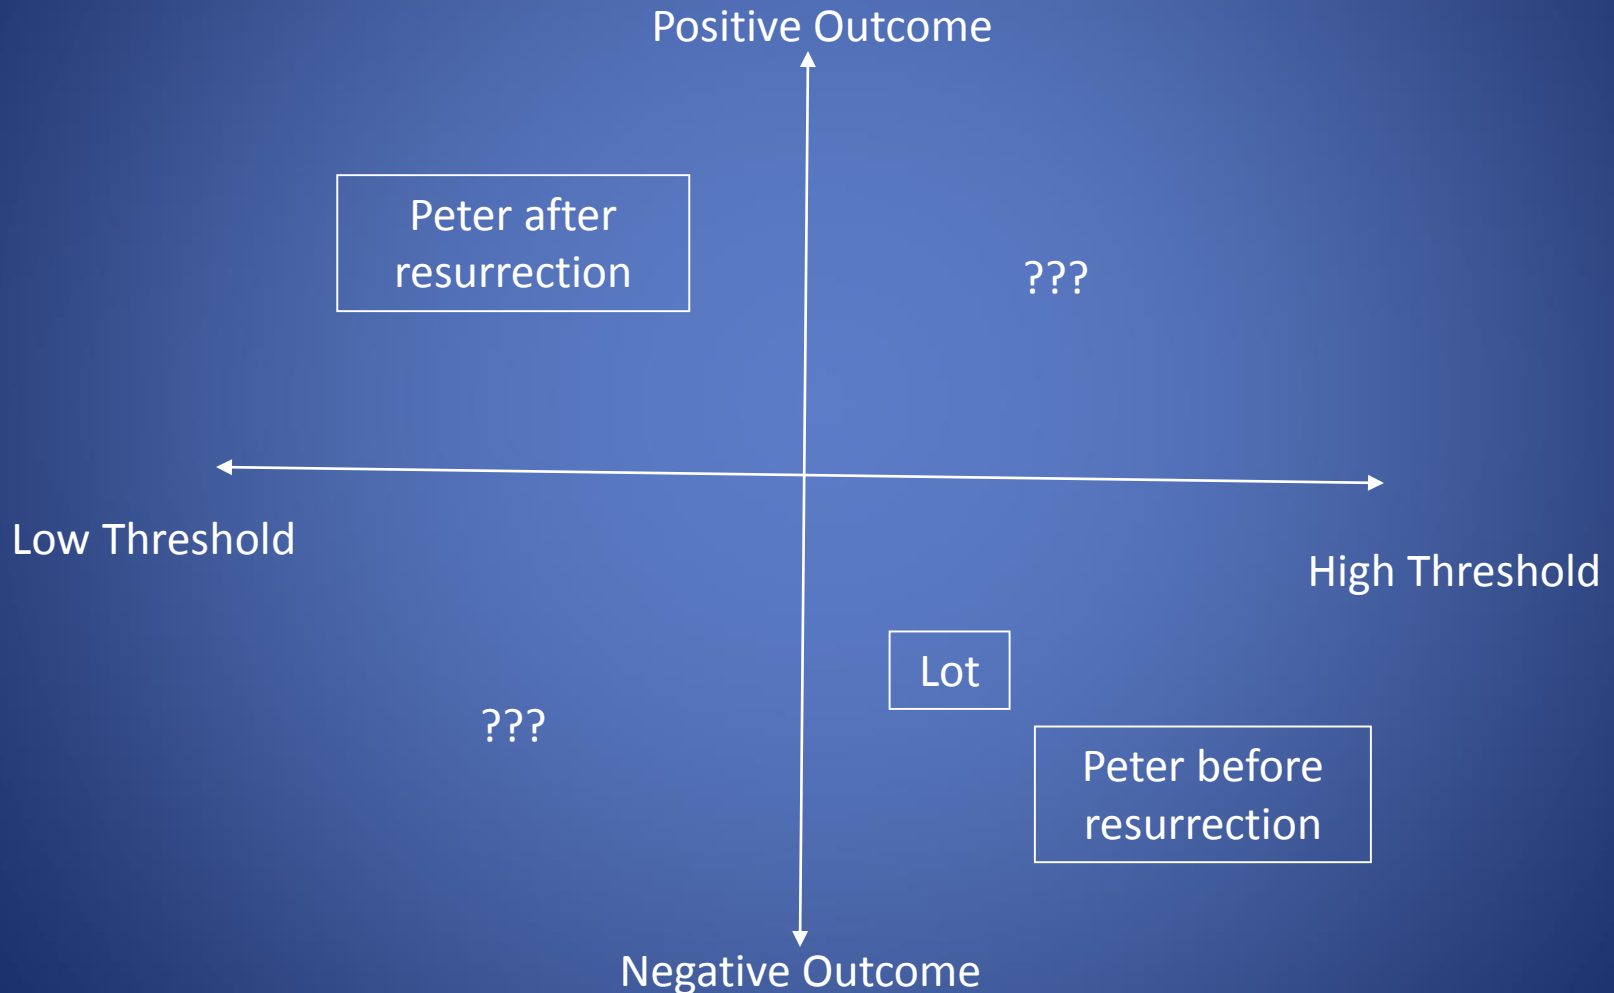 Positive Outcome
Peter after
resurrection
???
Low Threshold
High Threshold
Lot
???
Peter before
resurrection
Negative Outcome